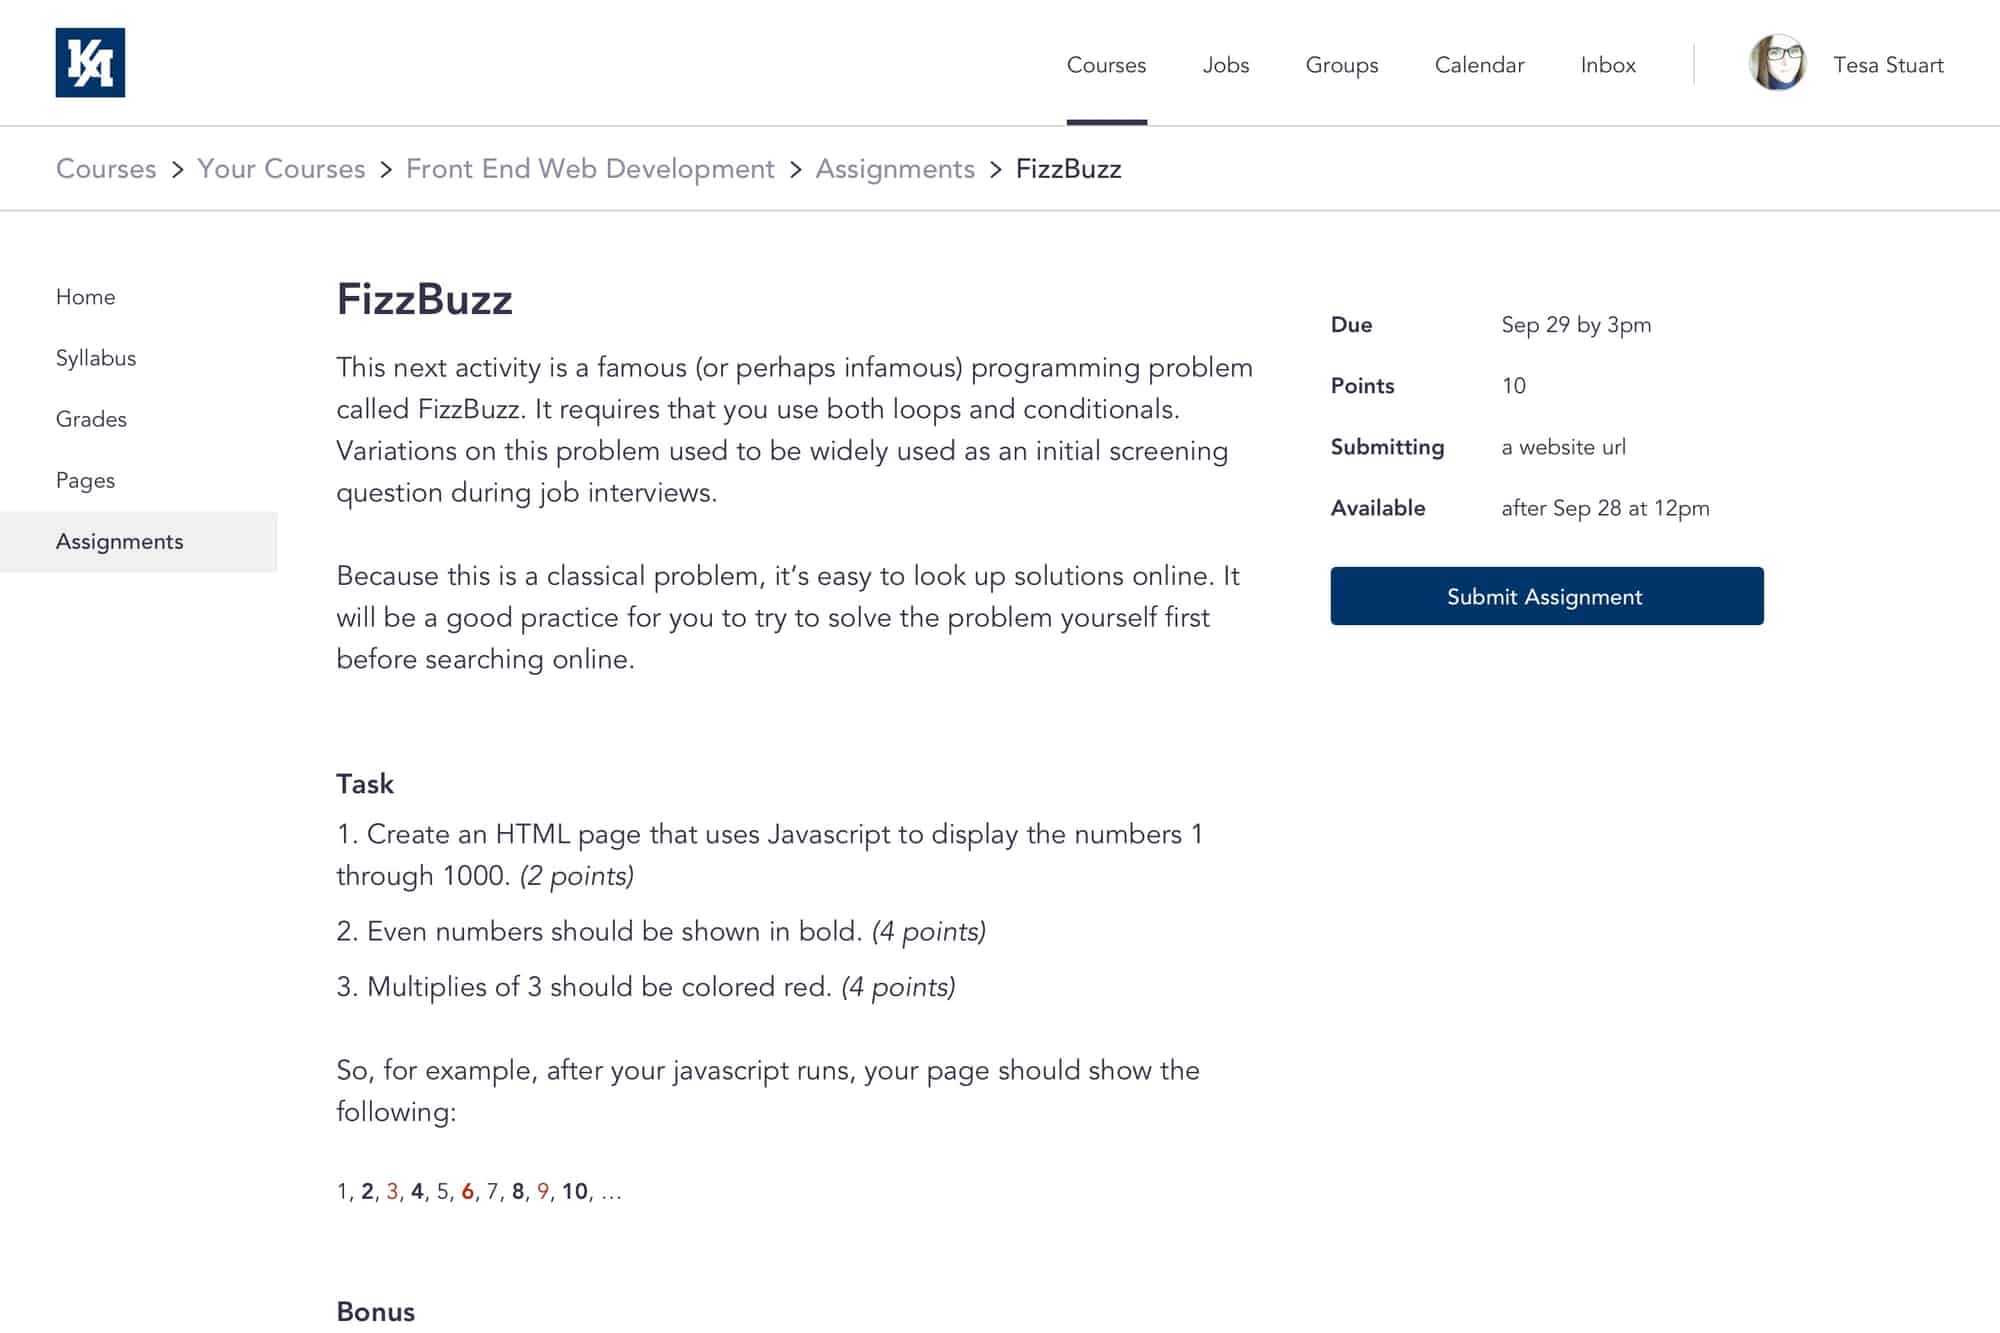 KA
Courses
Jobs
Groups
Calendar
Inbox
Tesa Stuart
Courses > Your Courses > Front End Web Development > Assignments > FizzBuzz
Home
Syllabus
Grades
Pages
Assignments
FizzBuzz
This next activity is a famous (or perhaps infamous) programming problem
called FizzBuzz. It requires that you use both loops and conditionals.
Variations on this problem used to be widely used as an initial screening
question during job interviews.
Because this is a classical problem, it’s easy to look up solutions online. It
will be a good practice for you to try to solve the problem yourself first
before searching online.
Task
1. Create an HTML page that uses Javascript to display the numbers 1
through 1000. (2 points)
2. Even numbers should be shown in bold. (4 points)
3. Multiplies of 3 should be colored red. (4 points)
So, for example, after your javascript runs, your page should show the
following:
1, 2, 3, 4, 5, 6, 7, 8, 9, 10, ...
Bonus
Due Sep 29 by 3pm
Points 10
Submitting a website url
Available after Sep 28 at 12pm
Submit Assignment